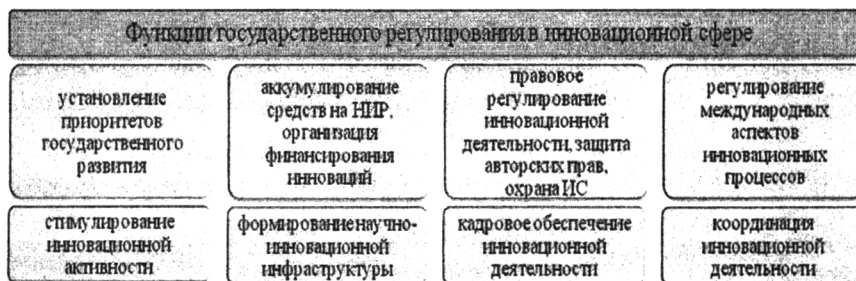 Функции государственного регулирования в инновационной сфере
установление
приоритетов
государственного
развития
аккумулирование
средств на НИР,
организация
финансирования
инноваций
правовое
регулирование
инновационной
деятельности, защита
авторских прав,
охрана ИС
регулирование
международных
аспектов
инновационных
процессов
стимулирование
инновационной
активности
формирование научно-
инновационной
инфраструктуры
кадровое обеспечение
инновационной
деятельности
координация
инновационной
деятельности